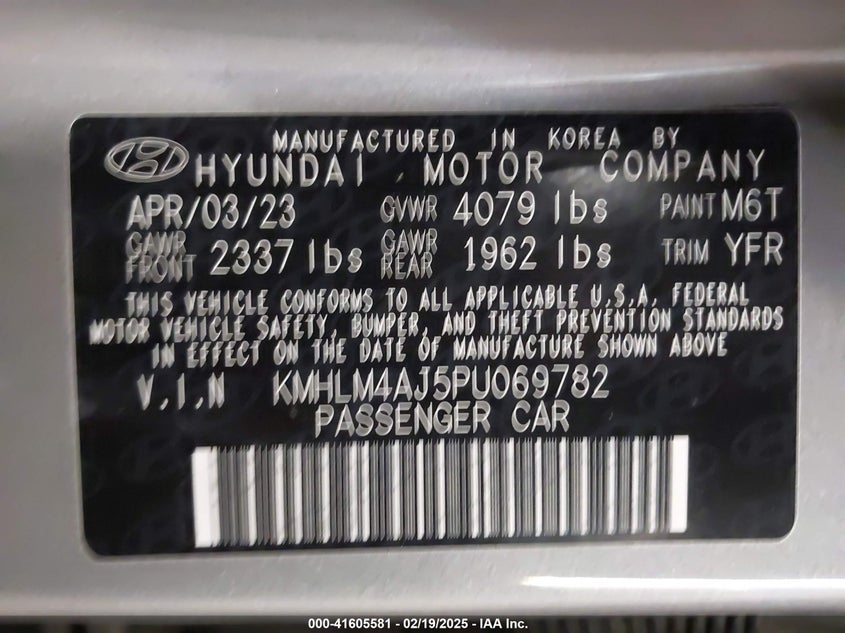 MANUFACTURED IN KOREA BY
HYUNDAI MOTOR COMPANY
APR/03/23 GVWR 4079 lbs PAINT M6T
GAWR FRONT 2337 lbs GAWR REAR 1962 lbs TRIM YFR
THIS VEHICLE CONFORMS TO ALL APPLICABLE U.S.A. FEDERAL
MOTOR VEHICLE SAFETY, BUMPER, AND THEFT PREVENTION STANDARDS
IN EFFECT ON THE DATE OF MANUFACTURE SHOWN ABOVE
V.I.N KMHLM4AJ5PU069782
PASSENGER CAR
000-41605581 - 02/19/2025 - IAA Inc.